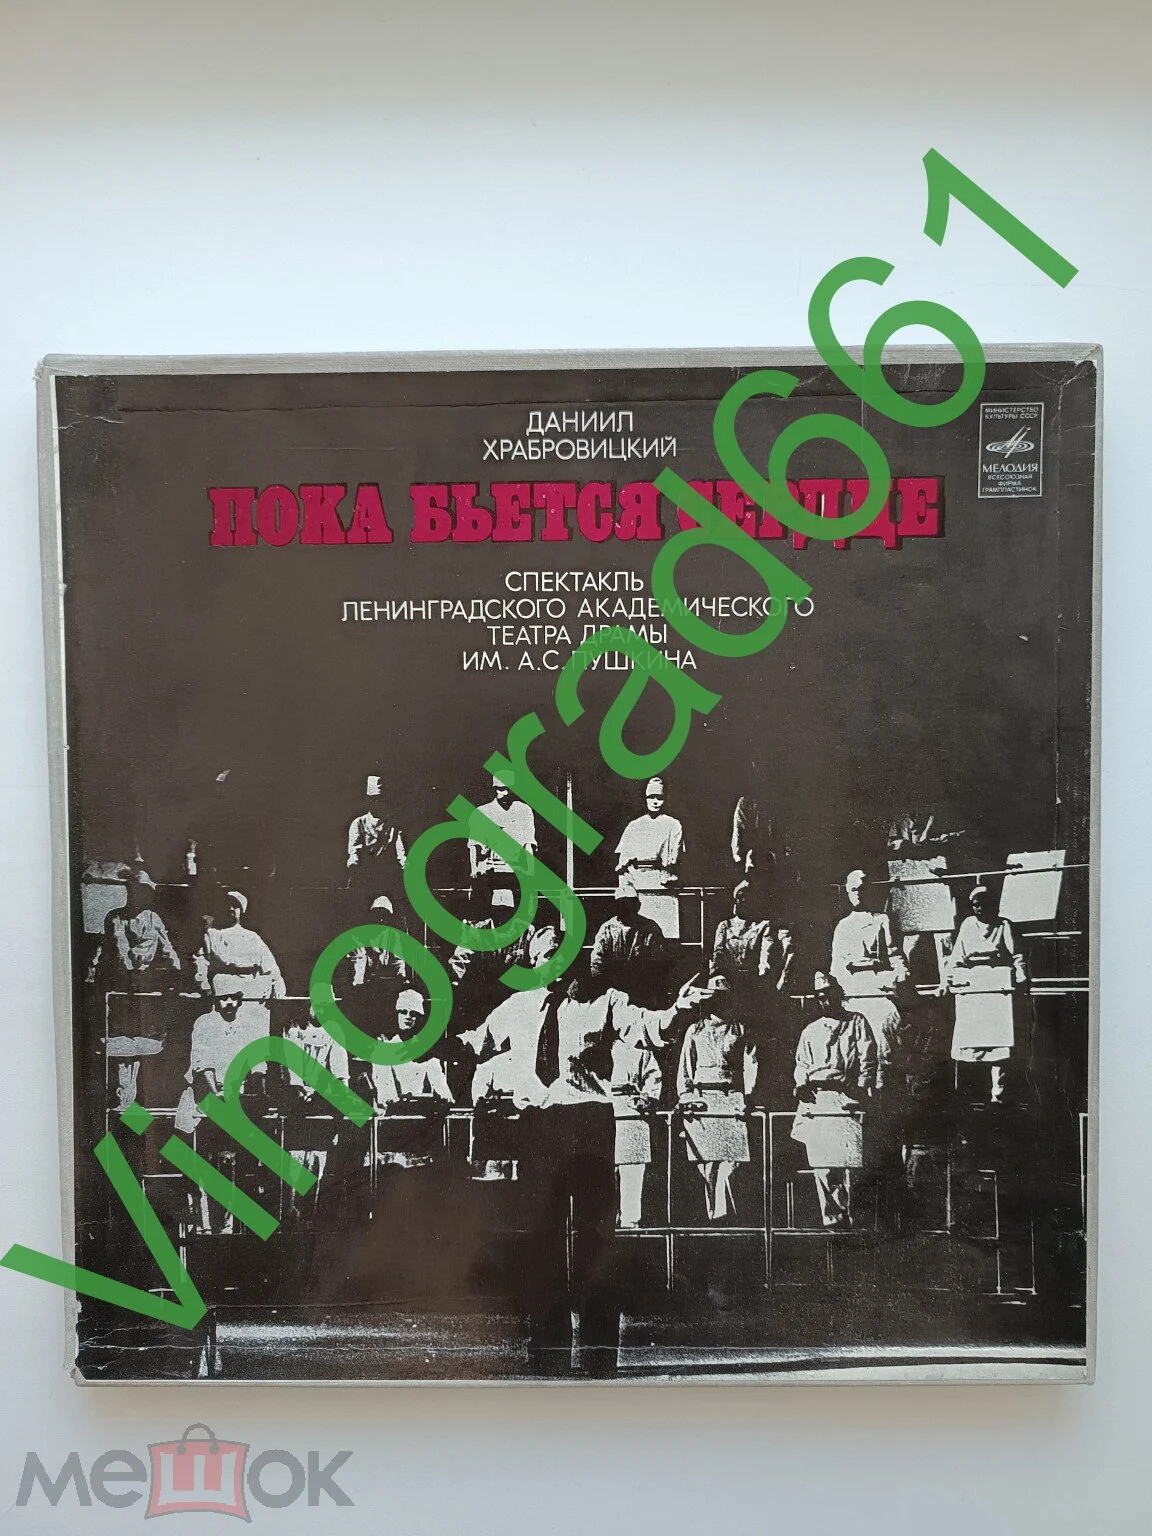 ДАНИИЛ
ХРАБРОВИЦКИЙ
МИНИСТЕРСТВО
КУЛЬТУРЫ СССР
МЕЛОДИЯ
ВСЕСОЮЗНАЯ
ФИРМА
ГРАМПЛАСТИНОК
ПОКА БЬЕТСЯ СЕРДЦЕ
СПЕКТАКЛЬ
ЛЕНИНГРАДСКОГО АКАДЕМИЧЕСКОГО
ТЕАТРА ДРАМЫ
ИМ. А.С.ПУШКИНА
Vinograd661
мешок